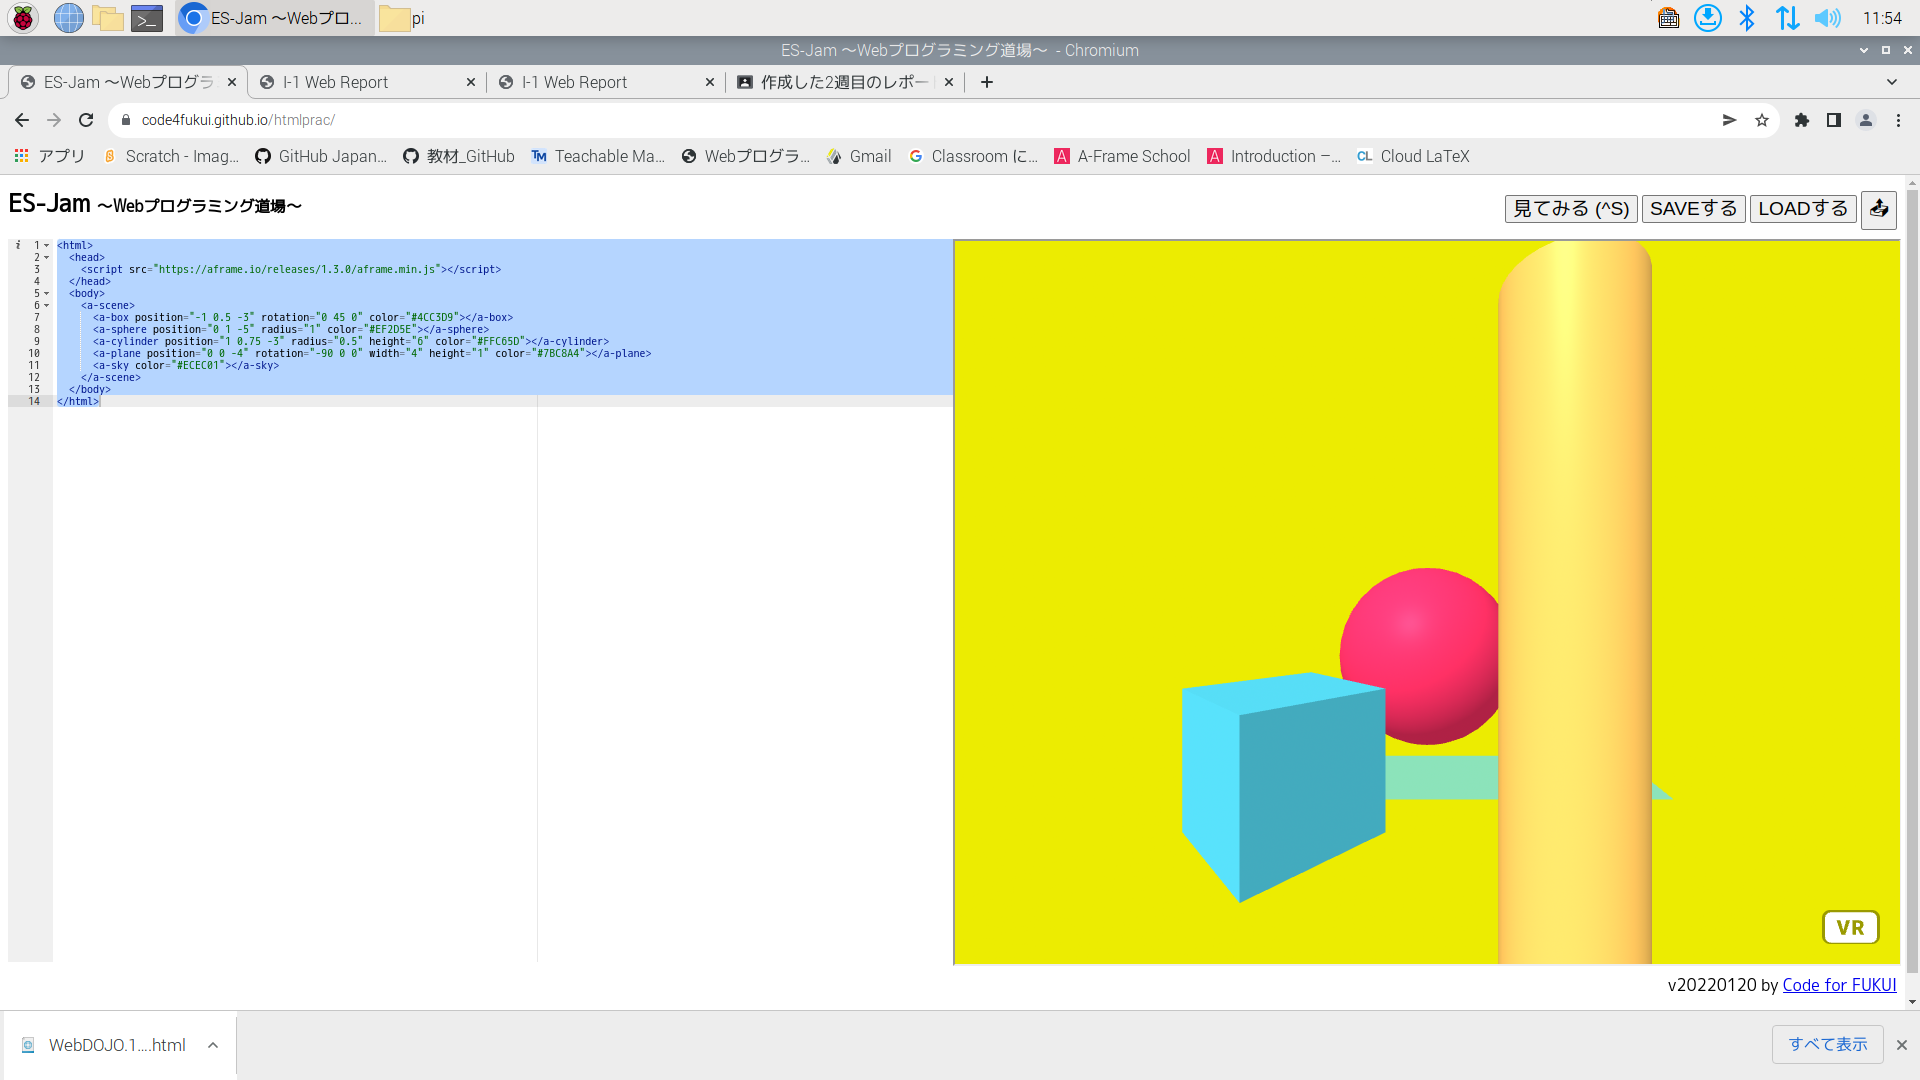 ES-Jam 〜Webプロ... pi 11:54
ES-Jam 〜Webプログラミング道場〜 - Chromium
ES-Jam 〜Webプログラ I-1 Web Report I-1 Web Report 作成した2週目のレポー
code4fukui.github.io/htmlprac/
アプリ Scratch - Imag... GitHub Japan... 教材_GitHub Teachable Ma... Webプログラ... Gmail Classroom に... A-Frame School Introduction –... Cloud LaTeX
ES-Jam 〜Webプログラミング道場〜 見てみる (^S) SAVEする LOADする
1 <html>
2 <head>
3 <script src="https://aframe.io/releases/1.3.0/aframe.min.js"></script>
4 </head>
5 <body>
6 <a-scene>
7 <a-box position="-1 0.5 -3" rotation="0 45 0" color="#4CC3D9"></a-box>
8 <a-sphere position="0 1 -5" radius="1" color="#EF2D5E"></a-sphere>
9 <a-cylinder position="1 0.75 -3" radius="0.5" height="6" color="#FFC65D"></a-cylinder>
10 <a-plane position="0 0 -4" rotation="-90 0 0" width="4" height="1" color="#7BC8A4"></a-plane>
11 <a-sky color="#ECEC01"></a-sky>
12 </a-scene>
13 </body>
14 </html>
VR
v20220120 by Code for FUKUI
WebDOJO.1....html すべて表示